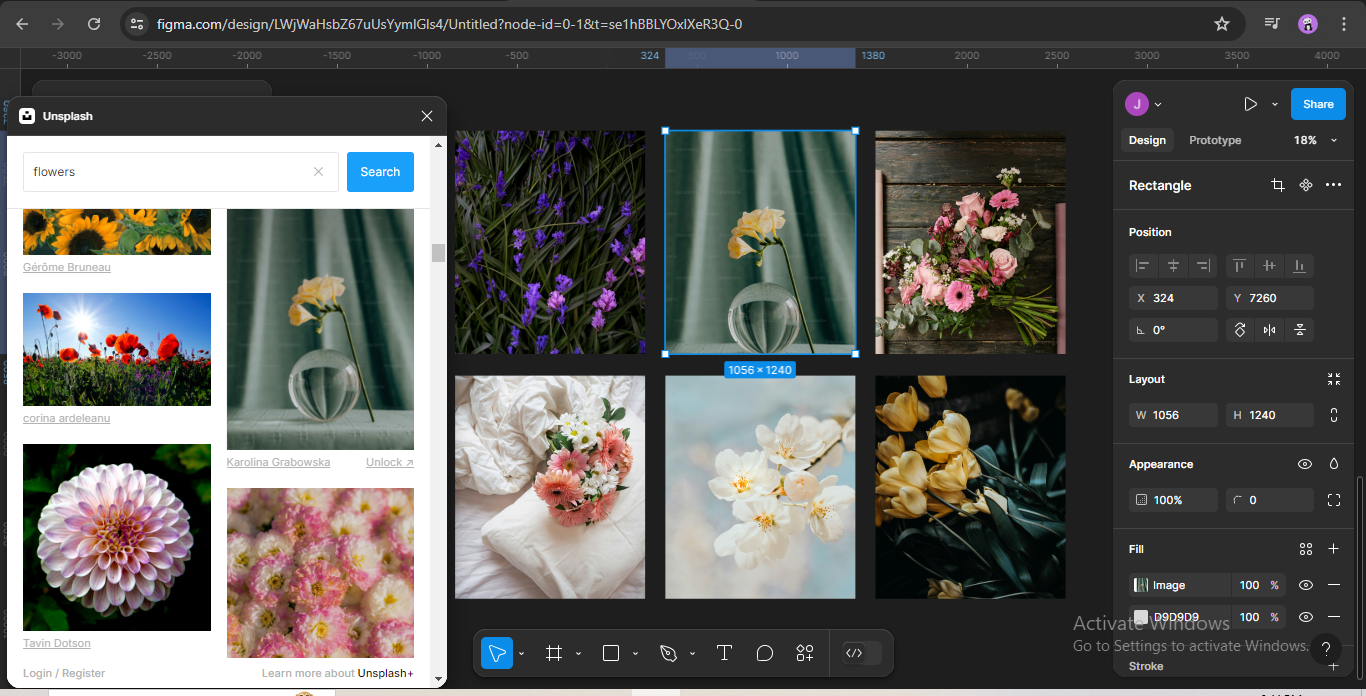 figma.com/design/LWjWaHsbZ67uUsYymIGls4/Untitled?node-id=0-1&t=se1hBBLYOxlXeR3Q-0
-3000 -2500 -2000 -1500 -1000 -500 324 1000 1380 2000 2500 3000 3500 4000
Unsplash
flowers
Search
Gérôme Bruneau
corina ardeleanu
Karolina Grabowska
Unlock ↗
Tavin Dotson
Login / Register
Learn more about Unsplash+
1056 × 1240
J
Share
Design
Prototype
18%
Rectangle
Position
X 324
Y 7260
0°
Layout
W 1056
H 1240
Appearance
100%
0
Fill
Image 100 %
D9D9D9 100 %
Stroke
Activate Windows
Go to Settings to activate Windows.
?